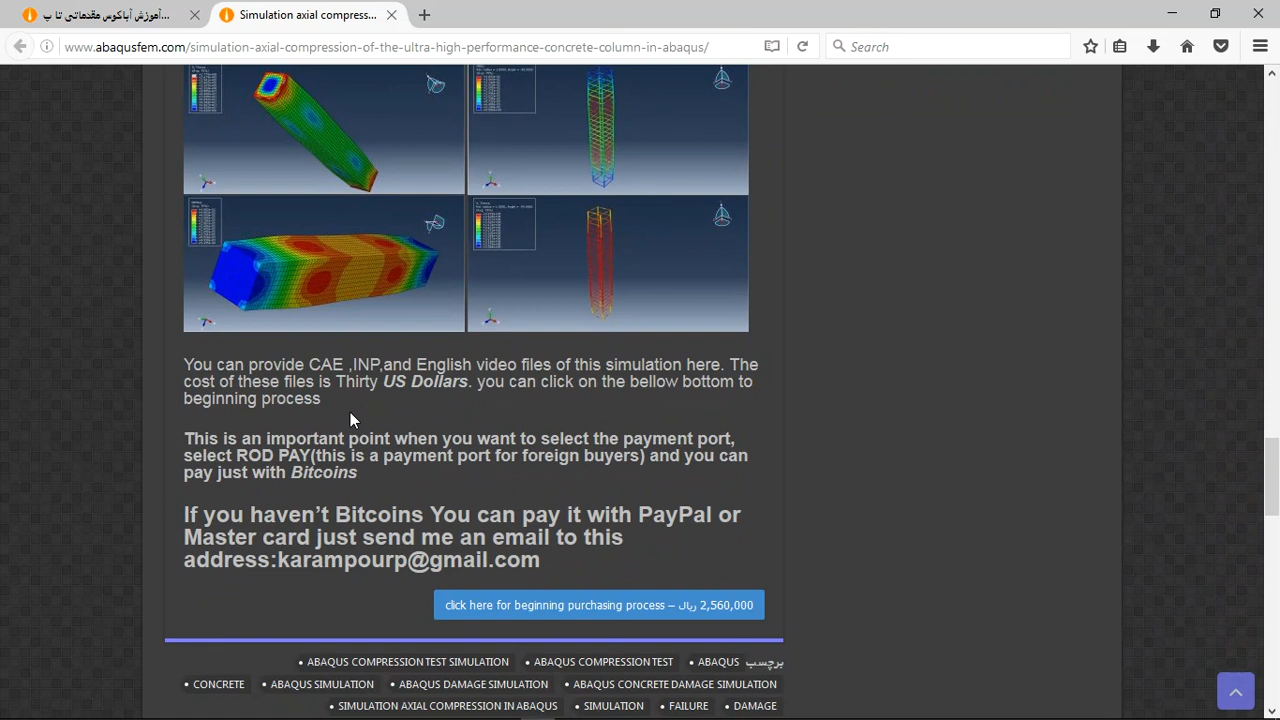 آموزش آباکوس مقدماتی تا پ...
Simulation axial compress...
www.abaqusfem.com/simulation-axial-compression-of-the-ultra-high-performance-concrete-column-in-abaqus/
Search
You can provide CAE ,INP,and English video files of this simulation here. The
cost of these files is Thirty US Dollars. you can click on the bellow bottom to
beginning process
This is an important point when you want to select the payment port,
select ROD PAY(this is a payment port for foreign buyers) and you can
pay just with Bitcoins
If you haven’t Bitcoins You can pay it with PayPal or
Master card just send me an email to this
address:karampourp@gmail.com
click here for beginning purchasing process – ریال 2,560,000
• ABAQUS COMPRESSION TEST SIMULATION • ABAQUS COMPRESSION TEST • ABAQUS برچسب
• CONCRETE • ABAQUS SIMULATION • ABAQUS DAMAGE SIMULATION • ABAQUS CONCRETE DAMAGE SIMULATION
• SIMULATION AXIAL COMPRESSION IN ABAQUS • SIMULATION • FAILURE • DAMAGE